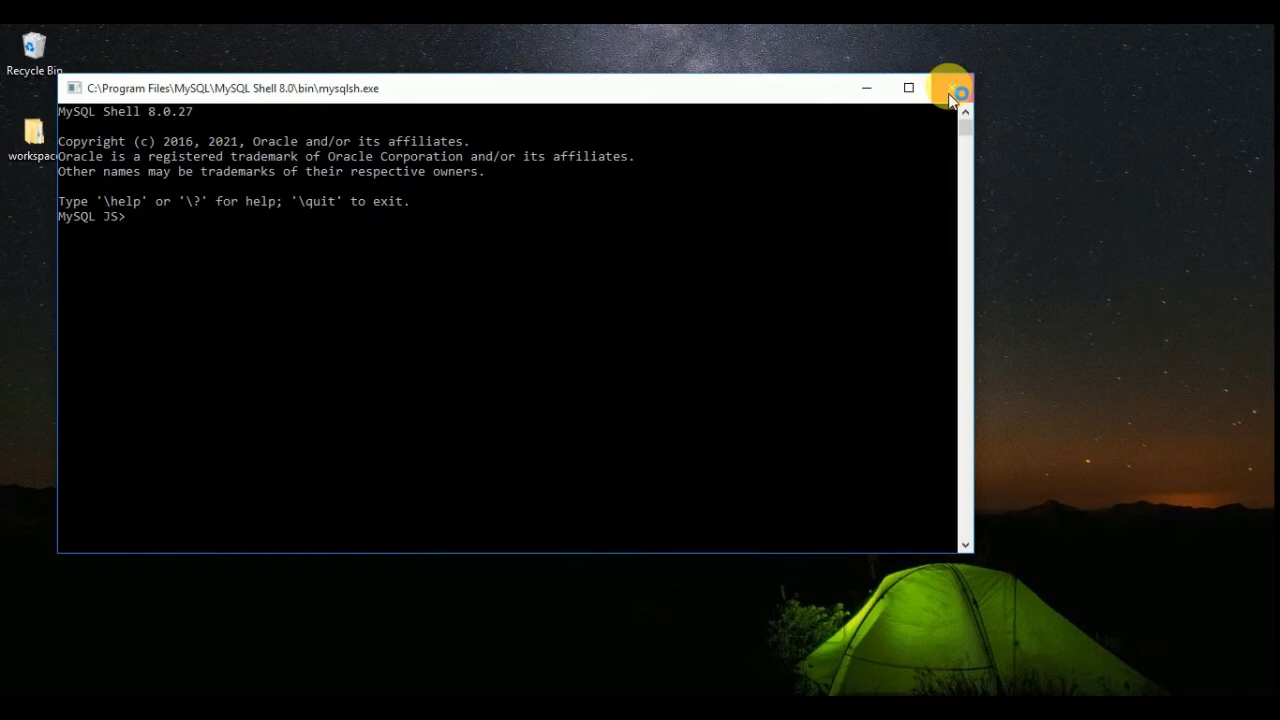 Recycle Bin
C:\Program Files\MySQL\MySQL Shell 8.0\bin\mysqlsh.exe
MySQL Shell 8.0.27
Copyright (c) 2016, 2021, Oracle and/or its affiliates.
workspac
Oracle is a registered trademark of Oracle Corporation and/or its affiliates.
Other names may be trademarks of their respective owners.
Type '\help' or '\?' for help; '\quit' to exit.
MySQL JS>